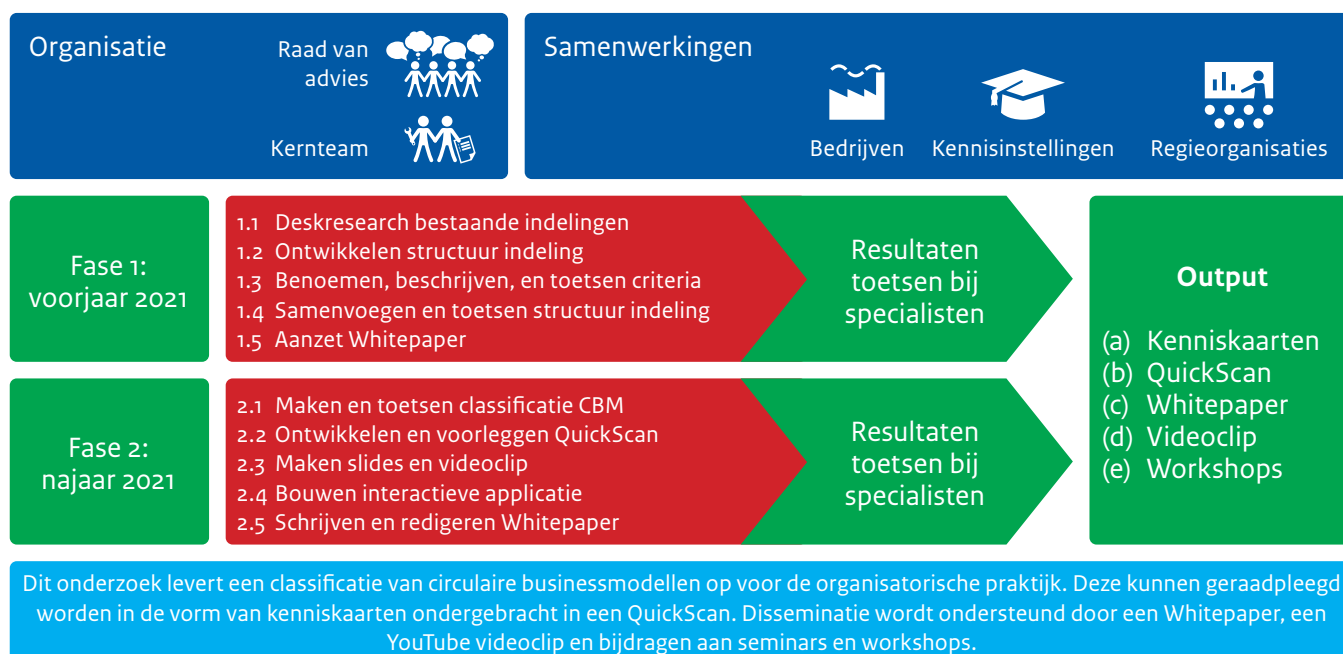 Organisatie
Raad van
advies
Kernteam
Samenwerkingen
Bedrijven
Kennisinstellingen
Regieorganisaties
Fase 1:
voorjaar 2021
1.1 Deskresearch bestaande indelingen
1.2 Ontwikkelen structuur indeling
1.3 Benoemen, beschrijven, en toetsen criteria
1.4 Samenvoegen en toetsen structuur indeling
1.5 Aanzet Whitepaper
Resultaten
toetsen bij
specialisten
Fase 2:
najaar 2021
2.1 Maken en toetsen classificatie CBM
2.2 Ontwikkelen en voorleggen QuickScan
2.3 Maken slides en videoclip
2.4 Bouwen interactieve applicatie
2.5 Schrijven en redigeren Whitepaper
Resultaten
toetsen bij
specialisten
Output
(a) Kenniskaarten
(b) QuickScan
(c) Whitepaper
(d) Videoclip
(e) Workshops
Dit onderzoek levert een classificatie van circulaire businessmodellen op voor de organisatorische praktijk. Deze kunnen geraadpleegd
worden in de vorm van kenniskaarten ondergebracht in een QuickScan. Disseminatie wordt ondersteund door een Whitepaper, een
YouTube videoclip en bijdragen aan seminars en workshops.